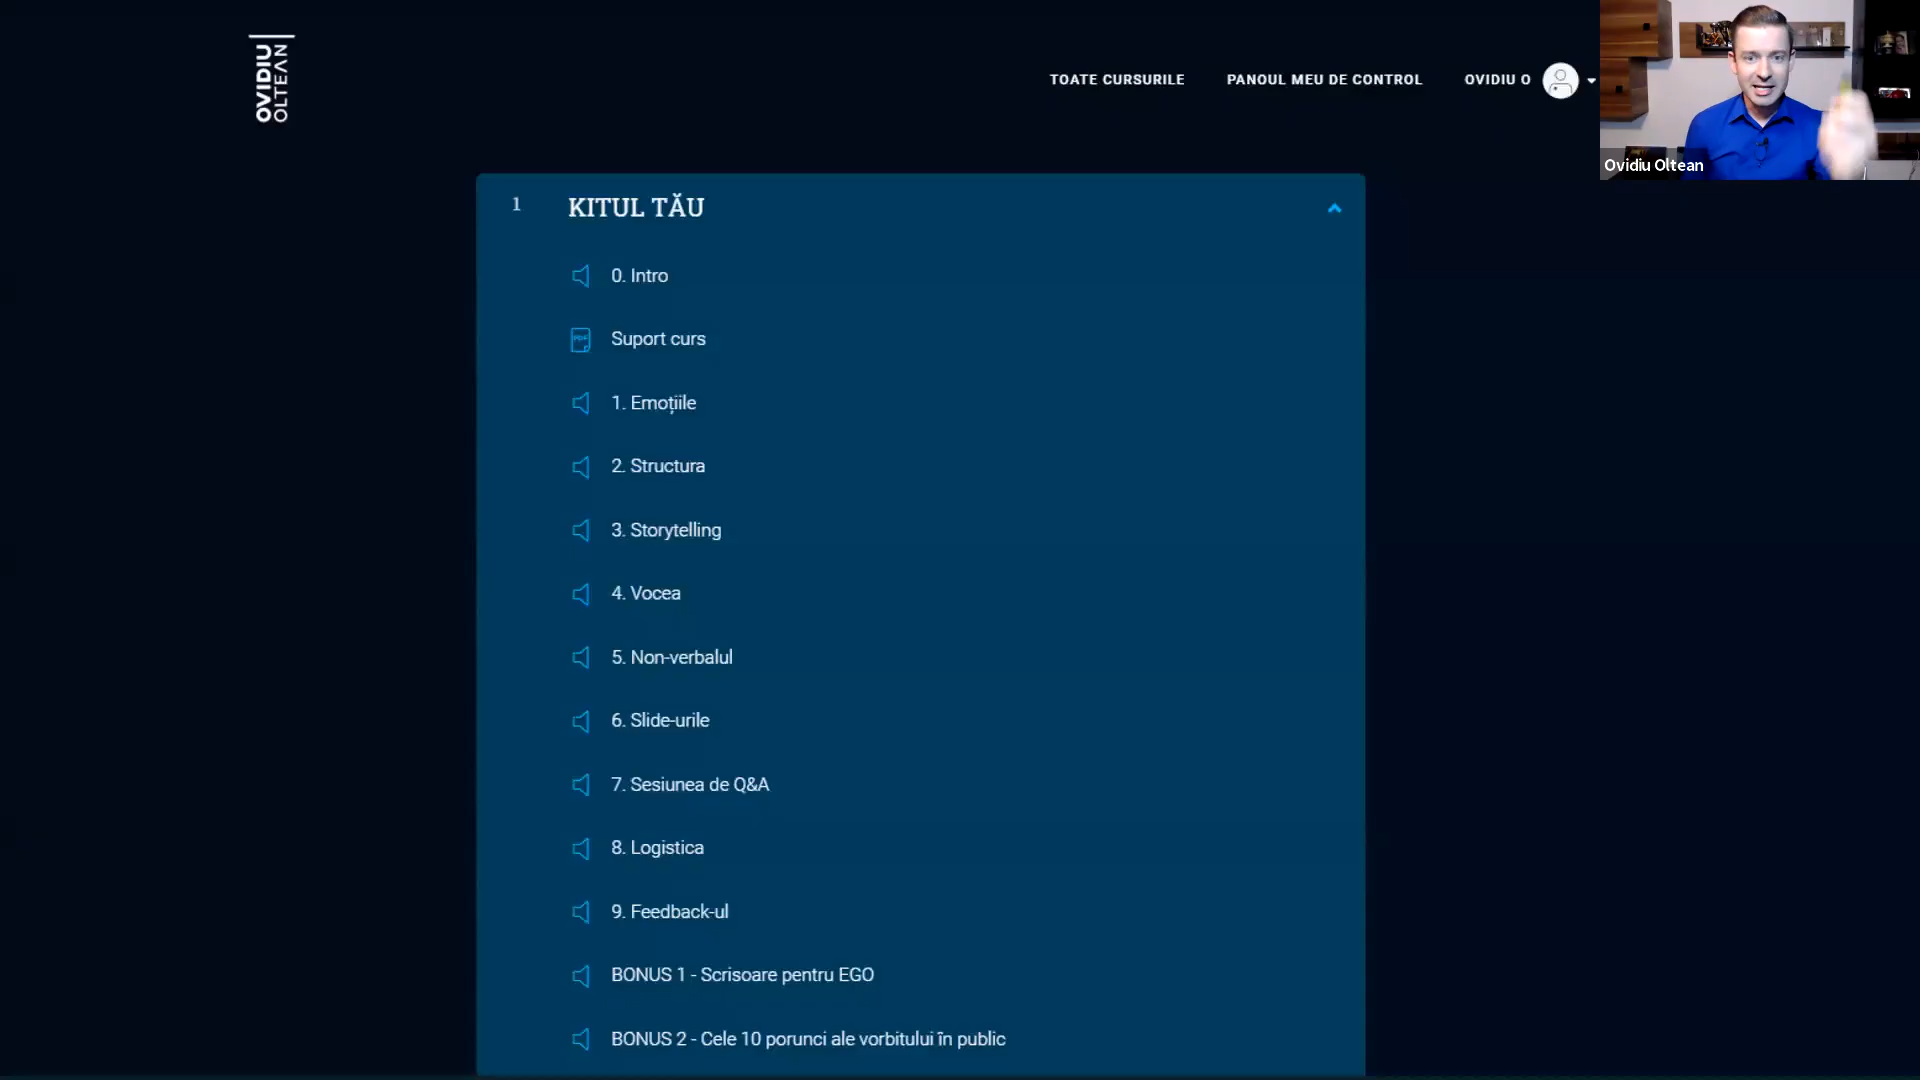 OVIDIU
OLTEAN
TOATE CURSURILE
PANOUL MEU DE CONTROL
OVIDIU O
Ovidiu Oltean
1
KITUL TĂU
0. Intro
PDF
Suport curs
1. Emoțiile
2. Structura
3. Storytelling
4. Vocea
5. Non-verbalul
6. Slide-urile
7. Sesiunea de Q&A
8. Logistica
9. Feedback-ul
BONUS 1 - Scrisoare pentru EGO
BONUS 2 - Cele 10 porunci ale vorbitului în public